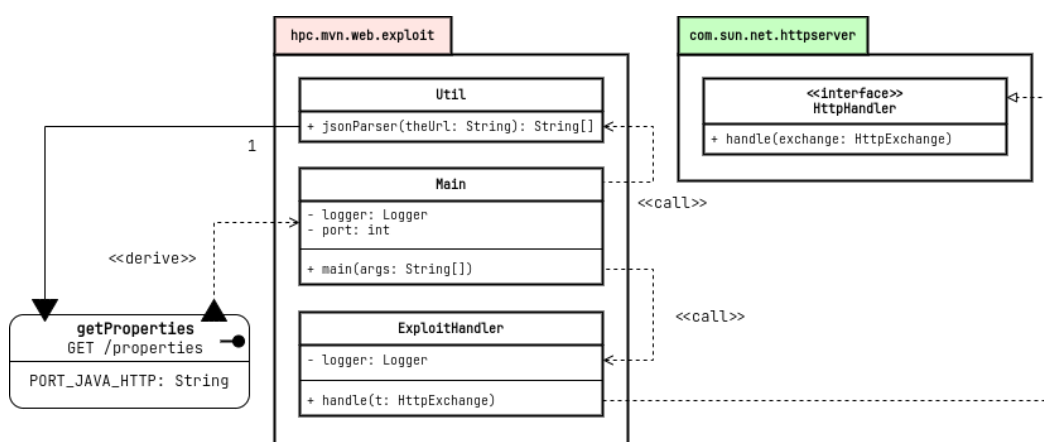 hpc.mvn.web.exploit
com.sun.net.httpserver
Util
+ jsonParser(theUrl: String): String[]
<<interface>>
HttpHandler
+ handle(exchange: HttpExchange)
1
Main
- logger: Logger
- port: int
+ main(args: String[])
<<call>>
<<derive>>
<<call>>
getProperties
GET /properties
PORT_JAVA_HTTP: String
ExploitHandler
- logger: Logger
+ handle(t: HttpExchange)